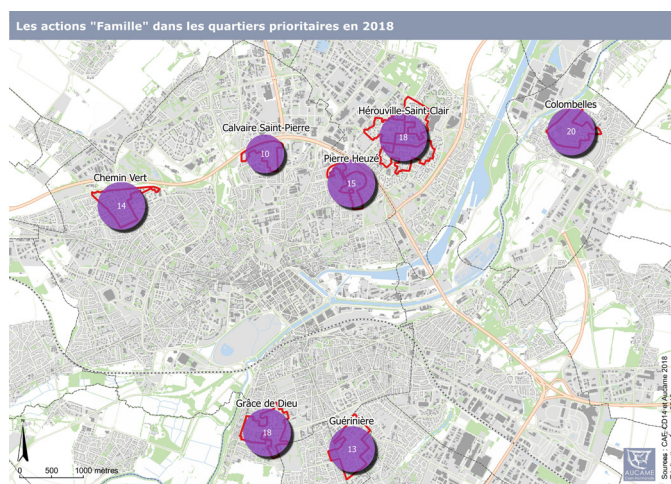 Les actions "Famille" dans les quartiers prioritaires en 2018
Hérouville-Saint-Clair
18
Colombelles
20
Calvaire Saint-Pierre
10
Pierre Heuzé
15
Chemin Vert
14
Grâce de Dieu
18
Guérinière
13
N
0 500 1000 mètres
AUCAME
Sources : CAF, CD14 et Aucame 2018